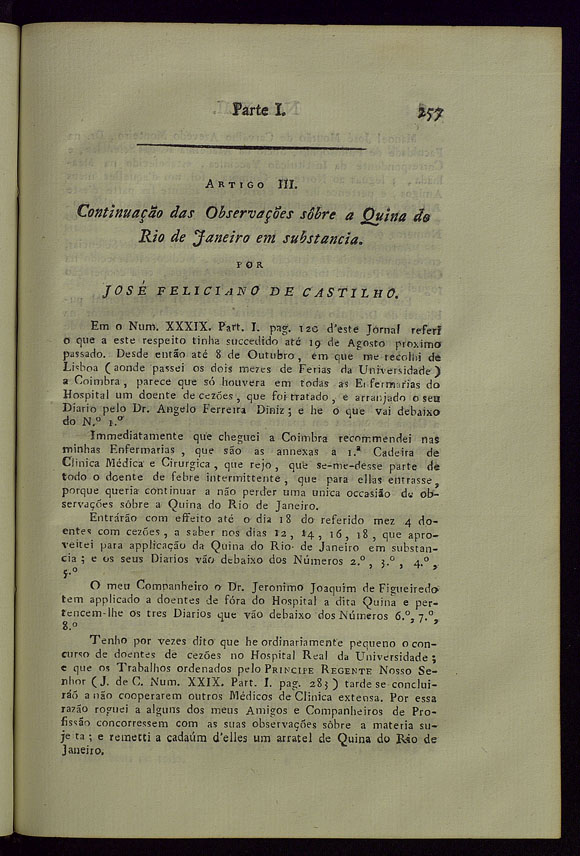 Parte I. 257
ARTIGO III.
Continuação das Observações sôbre a Quina do
Rio de Janeiro em substancia.
POR
JOSÉ FELICIANO DE CASTILHO.
Em o Num. XXXIX. Part. I. pag. 120 d'este Jornal referi
o que a este respeito tinha succedido até 19 de Agosto proximo
passado. Desde então até 8 de Outubro, em que me recolhi de
Lisboa (aonde passei os dois mezes de Ferias da Universidade)
a Coimbra, parece que só houvera em todas as Enfermarias do
Hospital um doente de cezões, que foi tratado, e arranjado o seu
Diario pelo Dr. Angelo Ferreira Diniz; e he o que vai debaixo
do N.º 1.º
Immediatamente que cheguei a Coimbra recommendei nas
minhas Enfermarias, que são as annexas a 1.ª Cadeira de
Clinica Médica e Cirurgica, que rejo, que se-me-desse parte de
todo o doente de febre intermittente, que para ellas entrasse,
porque queria continuar a não perder uma unica occasião de ob-
servações sôbre a Quina do Rio de Janeiro.
Entrárão com effeito até o dia 18 do referido mez 4 do-
entes com cezões, a saber nos dias 12, 14, 16, 18, que apro-
veitei para applicação da Quina do Rio de Janeiro em substan-
cia; e os seus Diarios vão debaixo dos Números 2.º, 3.º, 4.º,
5.º
O meu Companheiro o Dr. Jeronimo Joaquim de Figueiredo
tem applicado a doentes de fóra do Hospital a dita Quina e per-
tencem-lhe os tres Diarios que vão debaixo dos Números 6.º, 7.º,
8.º
Tenho por vezes dito que he ordinariamente pequeno o con-
curso de doentes de cezões no Hospital Real da Universidade;
e que os Trabalhos ordenados pelo PRINCIPE REGENTE Nosso Se-
nhor (J. de C. Num. XXIX. Part. I. pag. 283) tarde se conclui-
ráõ a não cooperarem outros Médicos de Clinica extensa. Por essa
razão roguei a alguns dos meus Amigos e Companheiros de Pro-
fissão concorressem com as suas observações sôbre a materia su-
jeita; e remetti a cadaúm d'elles um arratel de Quina do Rio de
Janeiro.